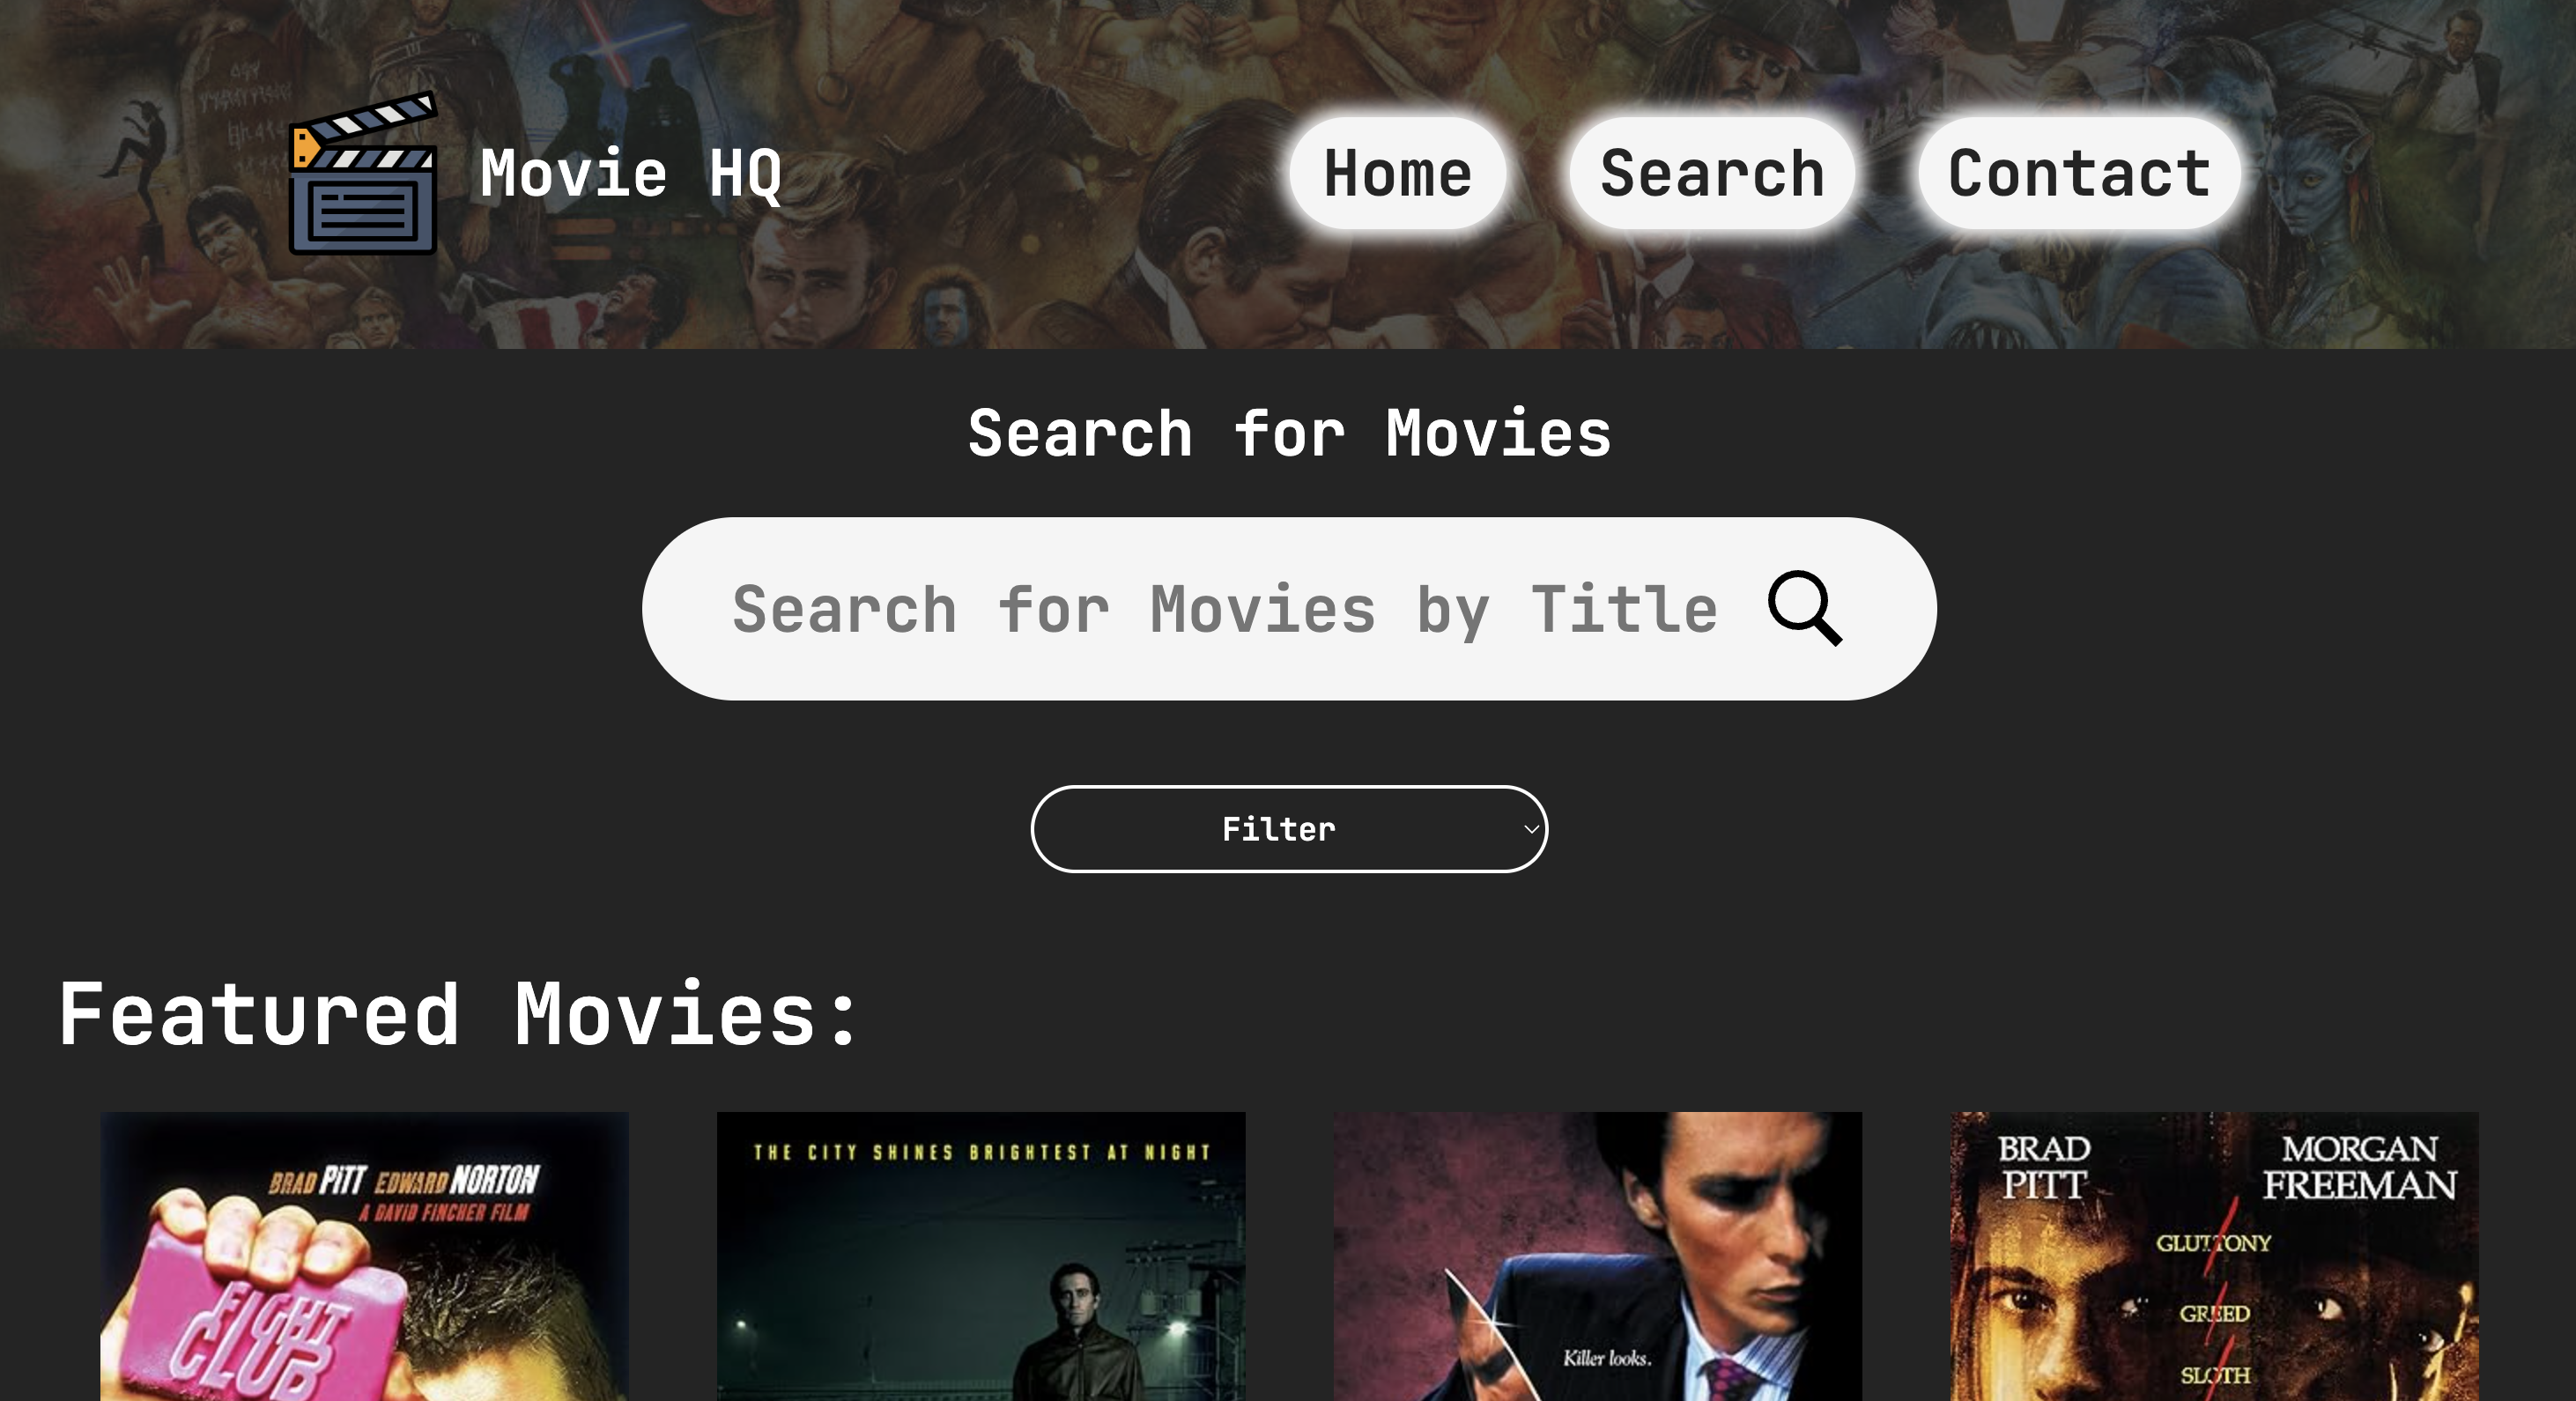 Movie HQ
Home
Search
Contact
Search for Movies
Search for Movies by Title
Filter
Featured Movies:
BRAD PITT EDWARD NORTON
A DAVID FINCHER FILM
FIGHT
CLUB
THE CITY SHINES BRIGHTEST AT NIGHT
Killer looks.
BRAD
PITT
MORGAN
FREEMAN
GLUTTONY
GREED
SLOTH